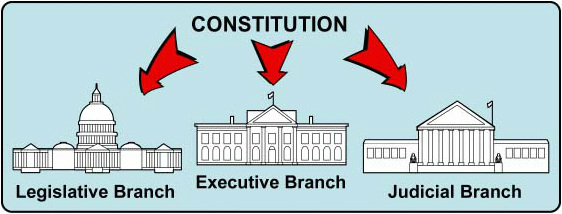 CONSTITUTION
Legislative Branch
Executive Branch
Judicial Branch